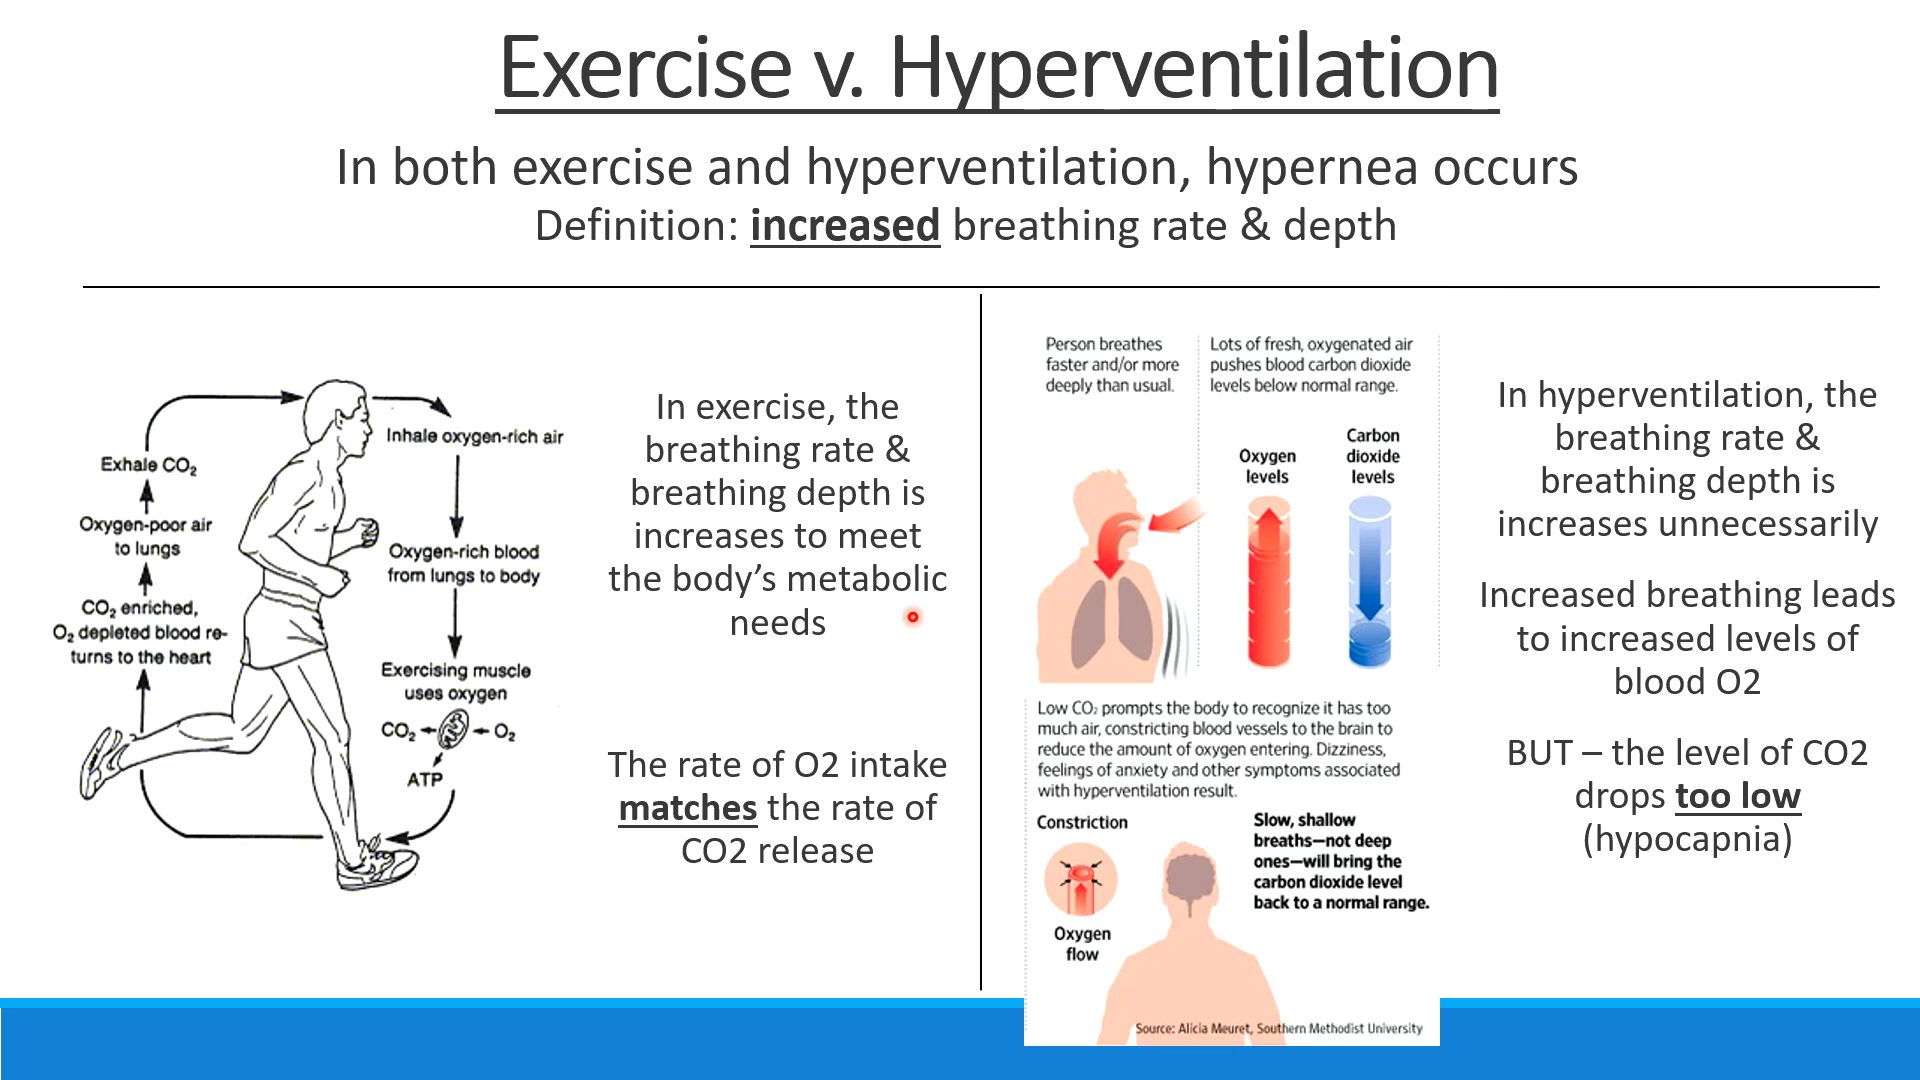 Exercise v. Hyperventilation
In both exercise and hyperventilation, hypernea occurs
Definition: increased breathing rate & depth
Inhale oxygen-rich air
Oxygen-rich blood
from lungs to body
Exercising muscle
uses oxygen
CO₂
O₂
ATP
CO₂ enriched,
O₂ depleted blood re-
turns to the heart
Oxygen-poor air
to lungs
Exhale CO₂
In exercise, the
breathing rate &
breathing depth is
increases to meet
the body’s metabolic
needs
The rate of O2 intake
matches the rate of
CO2 release
Person breathes
faster and/or more
deeply than usual.
Lots of fresh, oxygenated air
pushes blood carbon dioxide
levels below normal range.
Oxygen
levels
Carbon
dioxide
levels
Low CO₂ prompts the body to recognize it has too
much air, constricting blood vessels to the brain to
reduce the amount of oxygen entering. Dizziness,
feelings of anxiety and other symptoms associated
with hyperventilation result.
Constriction
Oxygen
flow
Slow, shallow
breaths—not deep
ones—will bring the
carbon dioxide level
back to a normal range.
Source: Alicia Meuret, Southern Methodist University
In hyperventilation, the
breathing rate &
breathing depth is
increases unnecessarily
Increased breathing leads
to increased levels of
blood O2
BUT – the level of CO2
drops too low
(hypocapnia)